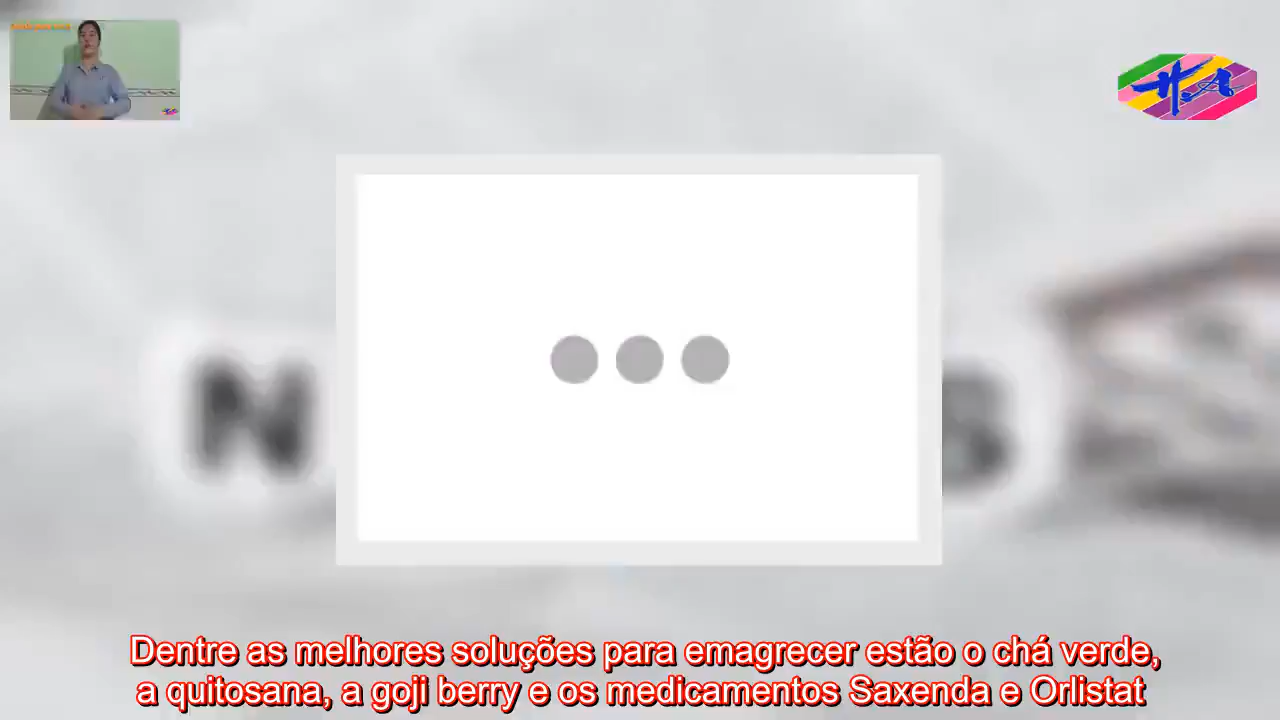 H.A
N
Dentre as melhores soluções para emagrecer estão o chá verde,
a quitosana, a goji berry e os medicamentos Saxenda e Orlistat